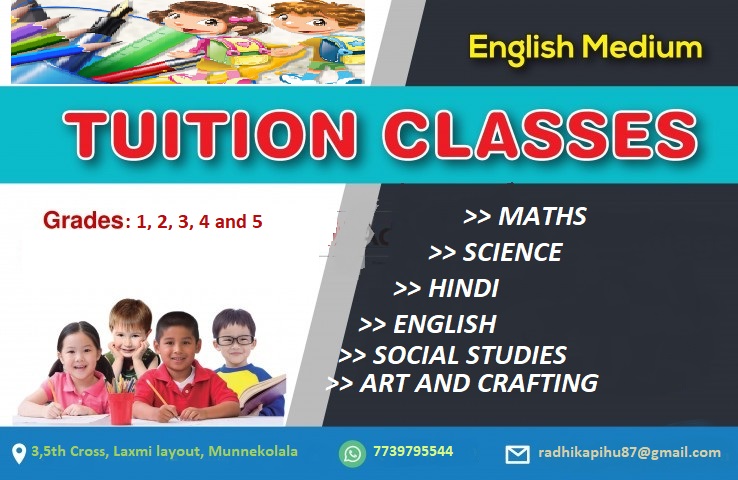 English Medium
TUITION CLASSES
Grades: 1, 2, 3, 4 and 5
>> MATHS
>> SCIENCE
>> HINDI
>> ENGLISH
>> SOCIAL STUDIES
>> ART AND CRAFTING
3,5th Cross, Laxmi layout, Munnekolala
7739795544
radhikapihu87@gmail.com